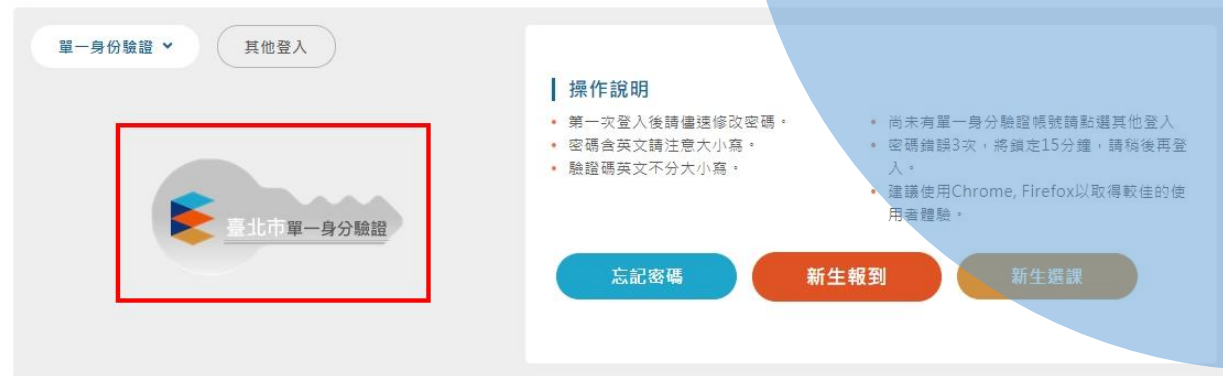 單一身份驗證
其他登入
臺北市單一身分驗證
操作說明
• 第一次登入後請儘速修改密碼。
• 密碼含英文請注意大小寫。
• 驗證碼英文不分大小寫。
• 尚未有單一身分驗證帳號請點選其他登入
• 密碼錯誤3次，將鎖定15分鐘，請稍後再登
入。
• 建議使用Chrome, Firefox以取得較佳的使
用者體驗。
忘記密碼
新生報到
新生選課